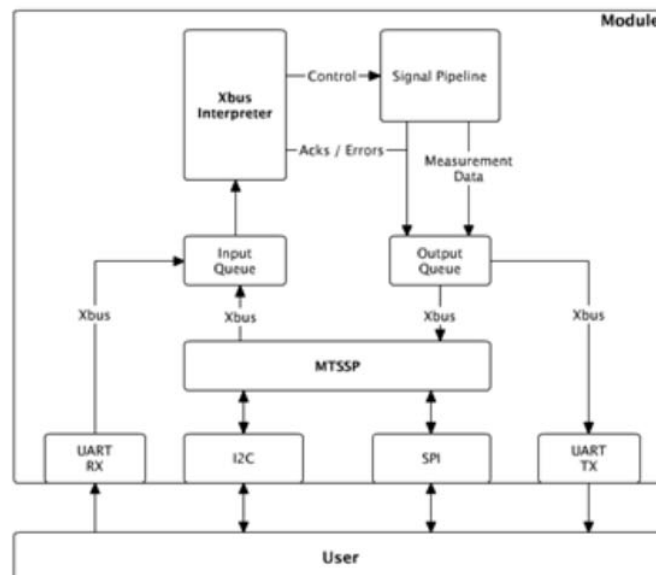 Module
Xbus
Interpreter
Control
Signal Pipeline
Acks / Errors
Measurement
Data
Input
Queue
Output
Queue
Xbus
Xbus
Xbus
Xbus
MTSSP
UART
RX
I2C
SPI
UART
TX
User